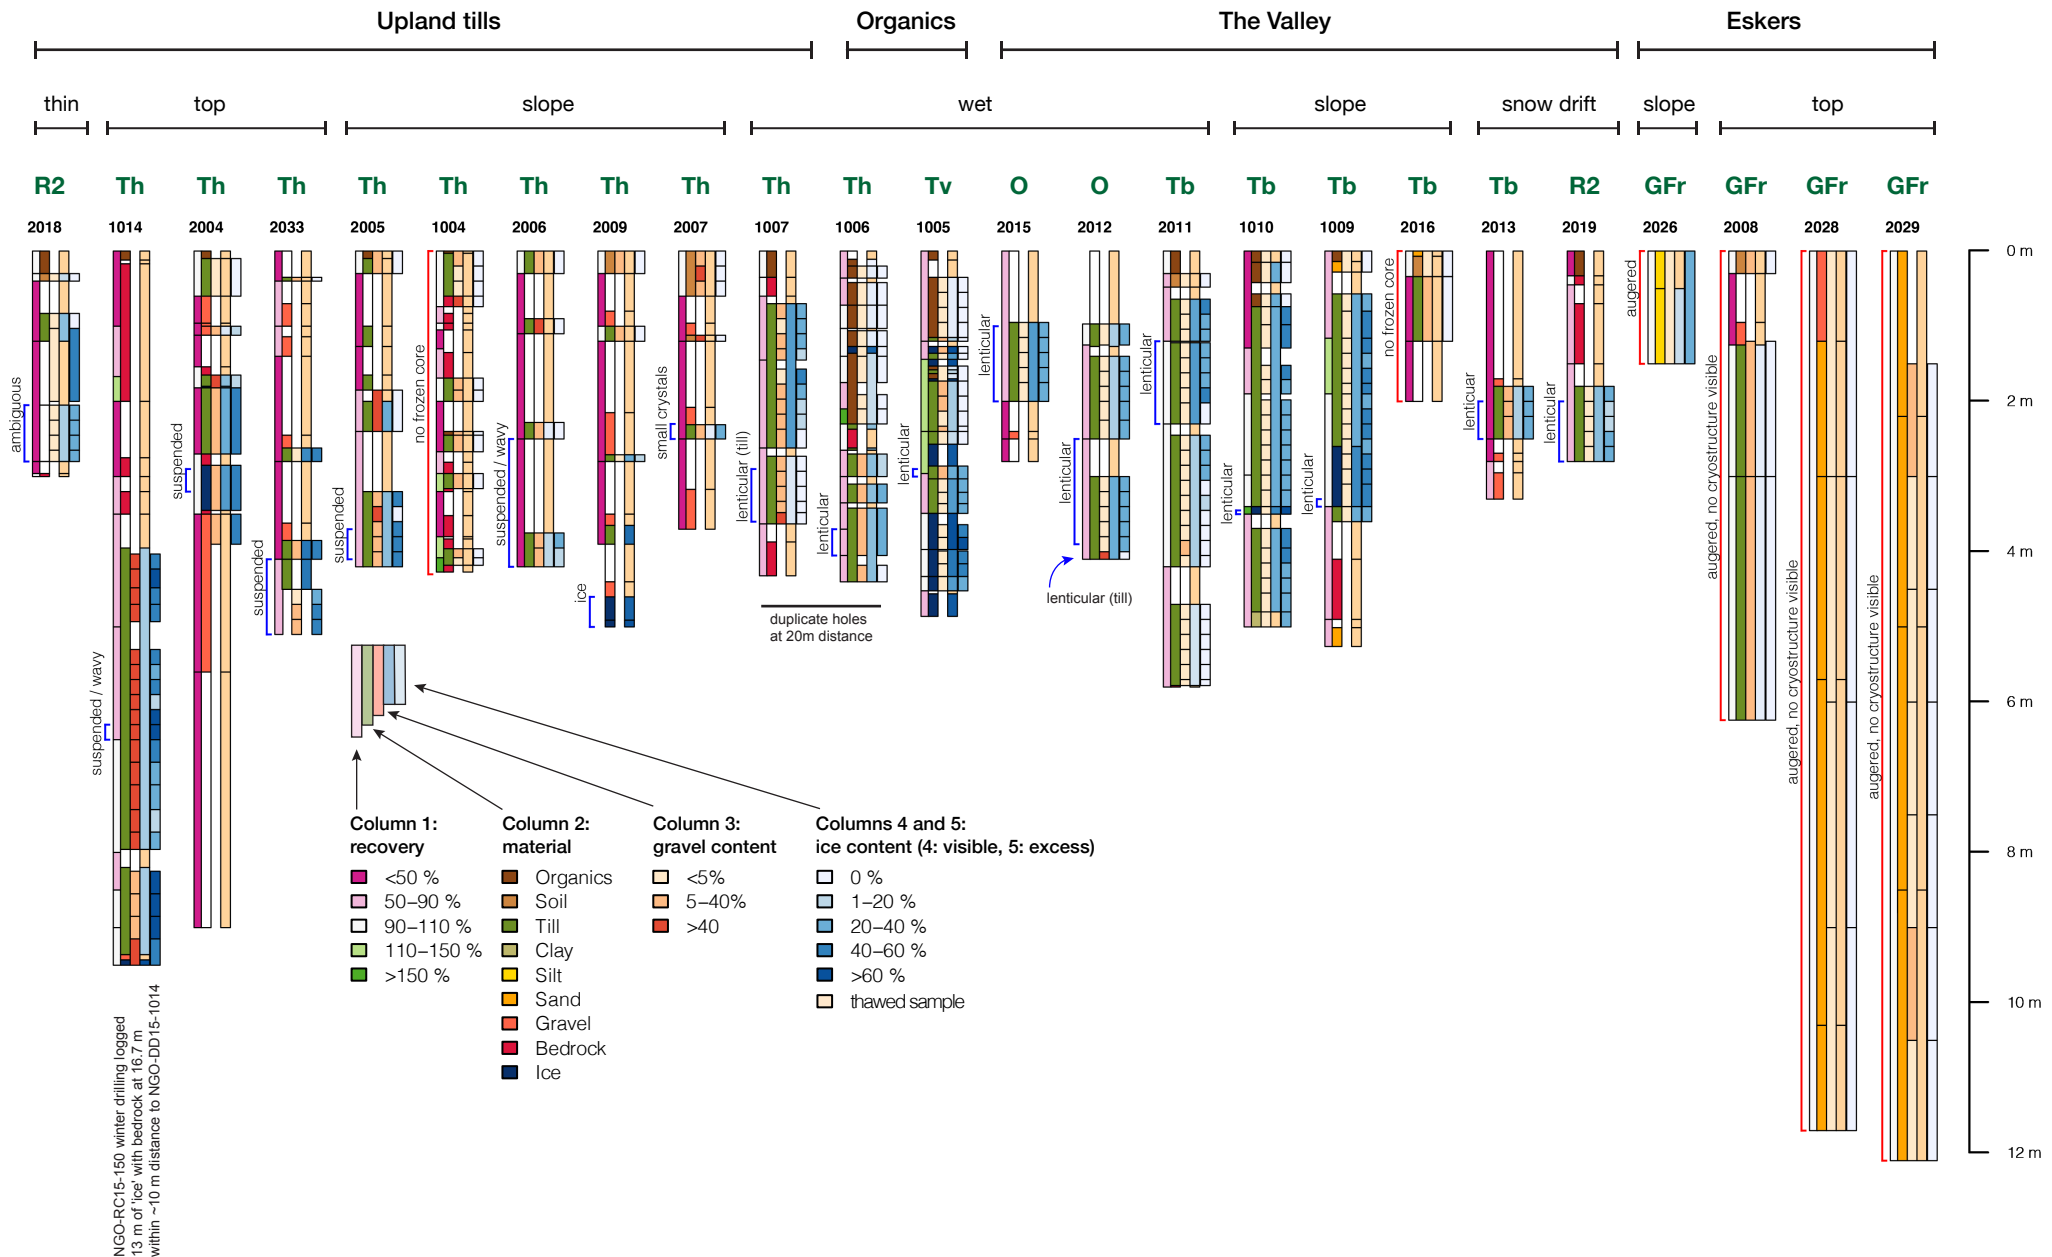 Upland tills Organics The Valley Eskers
thin top slope wet slope snow drift slope top
R2 Th Th Th Th Th Th Th Th Th Th Tv O O Tb Tb Tb Tb Tb R2 GFr GFr GFr GFr
2018 1014 2004 2033 2005 1004 2006 2009 2007 1007 1006 1005 2015 2012 2011 1010 1009 2016 2013 2019 2026 2008 2028 2029
0 m
2 m
4 m
6 m
8 m
10 m
12 m
ambiguous
suspended / wavy
suspended
suspended
suspended
no frozen core
suspended / wavy
ice
small crystals
lenticular (till)
lenticular
lenticular
lenticular
lenticular
lenticular (till)
lenticular
lenticular
lenticular
no frozen core
lenticuar
lenticular
augered
augered, no cryostructure visible
augered, no cryostructure visible
augered, no cryostructure visible
duplicate holes
at 20m distance
Column 1:
recovery
<50 %
50–90 %
90–110 %
110–150 %
>150 %
Column 2:
material
Organics
Soil
Till
Clay
Silt
Sand
Gravel
Bedrock
Ice
Column 3:
gravel content
<5%
5–40%
>40
Columns 4 and 5:
ice content (4: visible, 5: excess)
0 %
1–20 %
20–40 %
40–60 %
>60 %
thawed sample
NGO-RC15-150 winter drilling logged
13 m of 'ice' with bedrock at 16.7 m
within ~10 m distance to NGO-DD15-1014